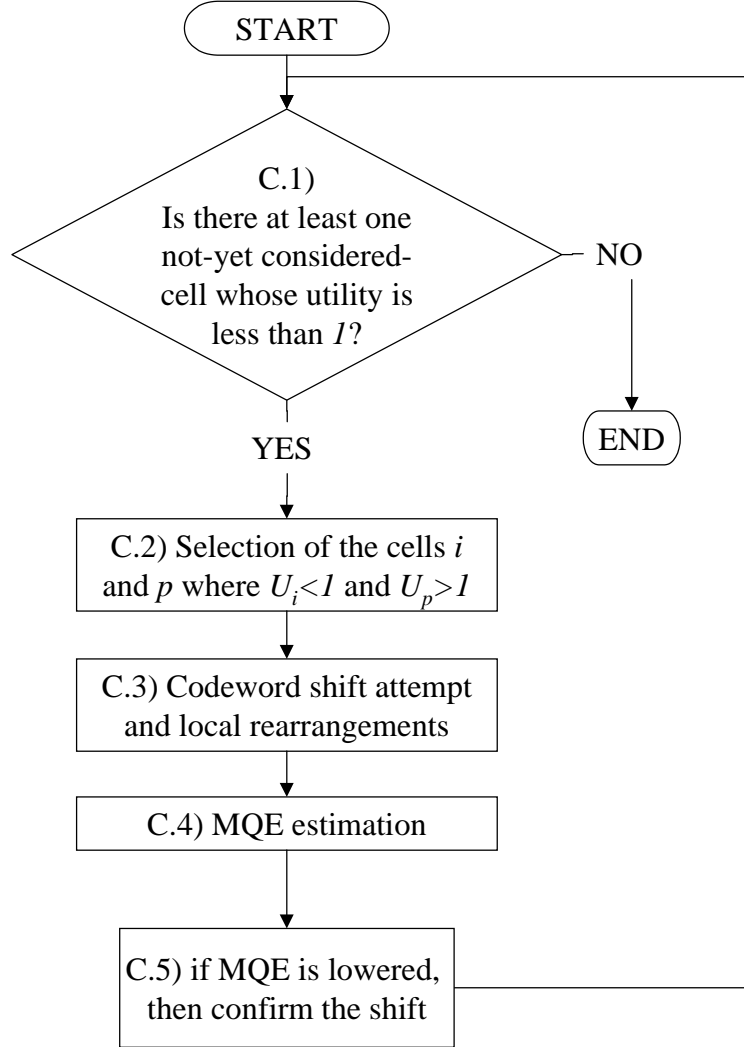 START
C.1)
Is there at least one
not-yet considered-
cell whose utility is
less than 1?
NO
YES
END
C.2) Selection of the cells i
and p where U_i<1 and U_p>1
C.3) Codeword shift attempt
and local rearrangements
C.4) MQE estimation
C.5) if MQE is lowered,
then confirm the shift